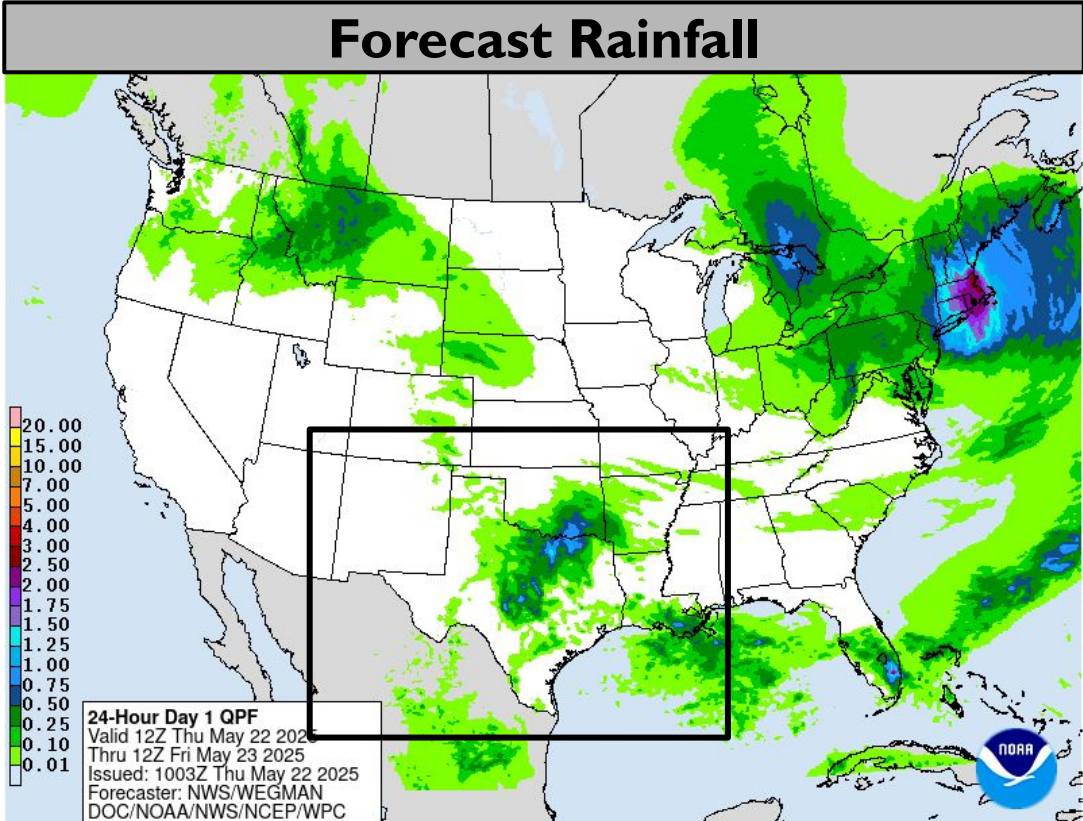 Forecast Rainfall
20.00
15.00
10.00
7.00
5.00
4.00
3.00
2.50
2.00
1.75
1.50
1.25
1.00
0.75
0.50
0.25
0.10
0.01
24-Hour Day 1 QPF
Valid 12Z Thu May 22 2025
Thru 12Z Fri May 23 2025
Issued: 1003Z Thu May 22 2025
Forecaster: NWS/WEGMAN
DOC/NOAA/NWS/NCEP/WPC
NOAA